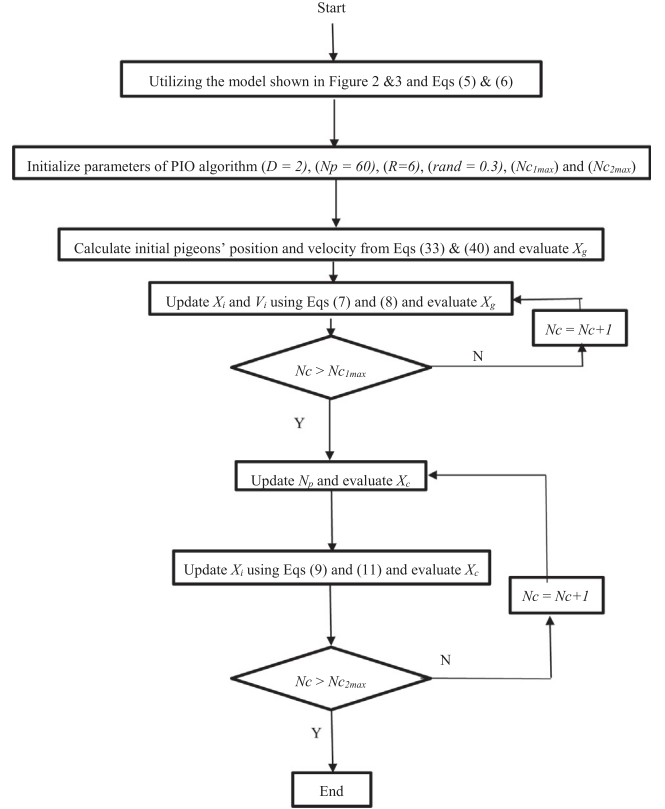 Start
Utilizing the model shown in Figure 2 &3 and Eqs (5) & (6)
Initialize parameters of PIO algorithm (D = 2), (Np = 60), (R=6), (rand = 0.3), (Nc1max) and (Nc2max)
Calculate initial pigeons' position and velocity from Eqs (33) & (40) and evaluate Xg
Update Xi and Vi using Eqs (7) and (8) and evaluate Xg
Nc = Nc+1
N
Nc > Nc1max
Y
Update Np and evaluate Xc
Update Xi using Eqs (9) and (11) and evaluate Xc
Nc = Nc+1
N
Nc > Nc2max
Y
End